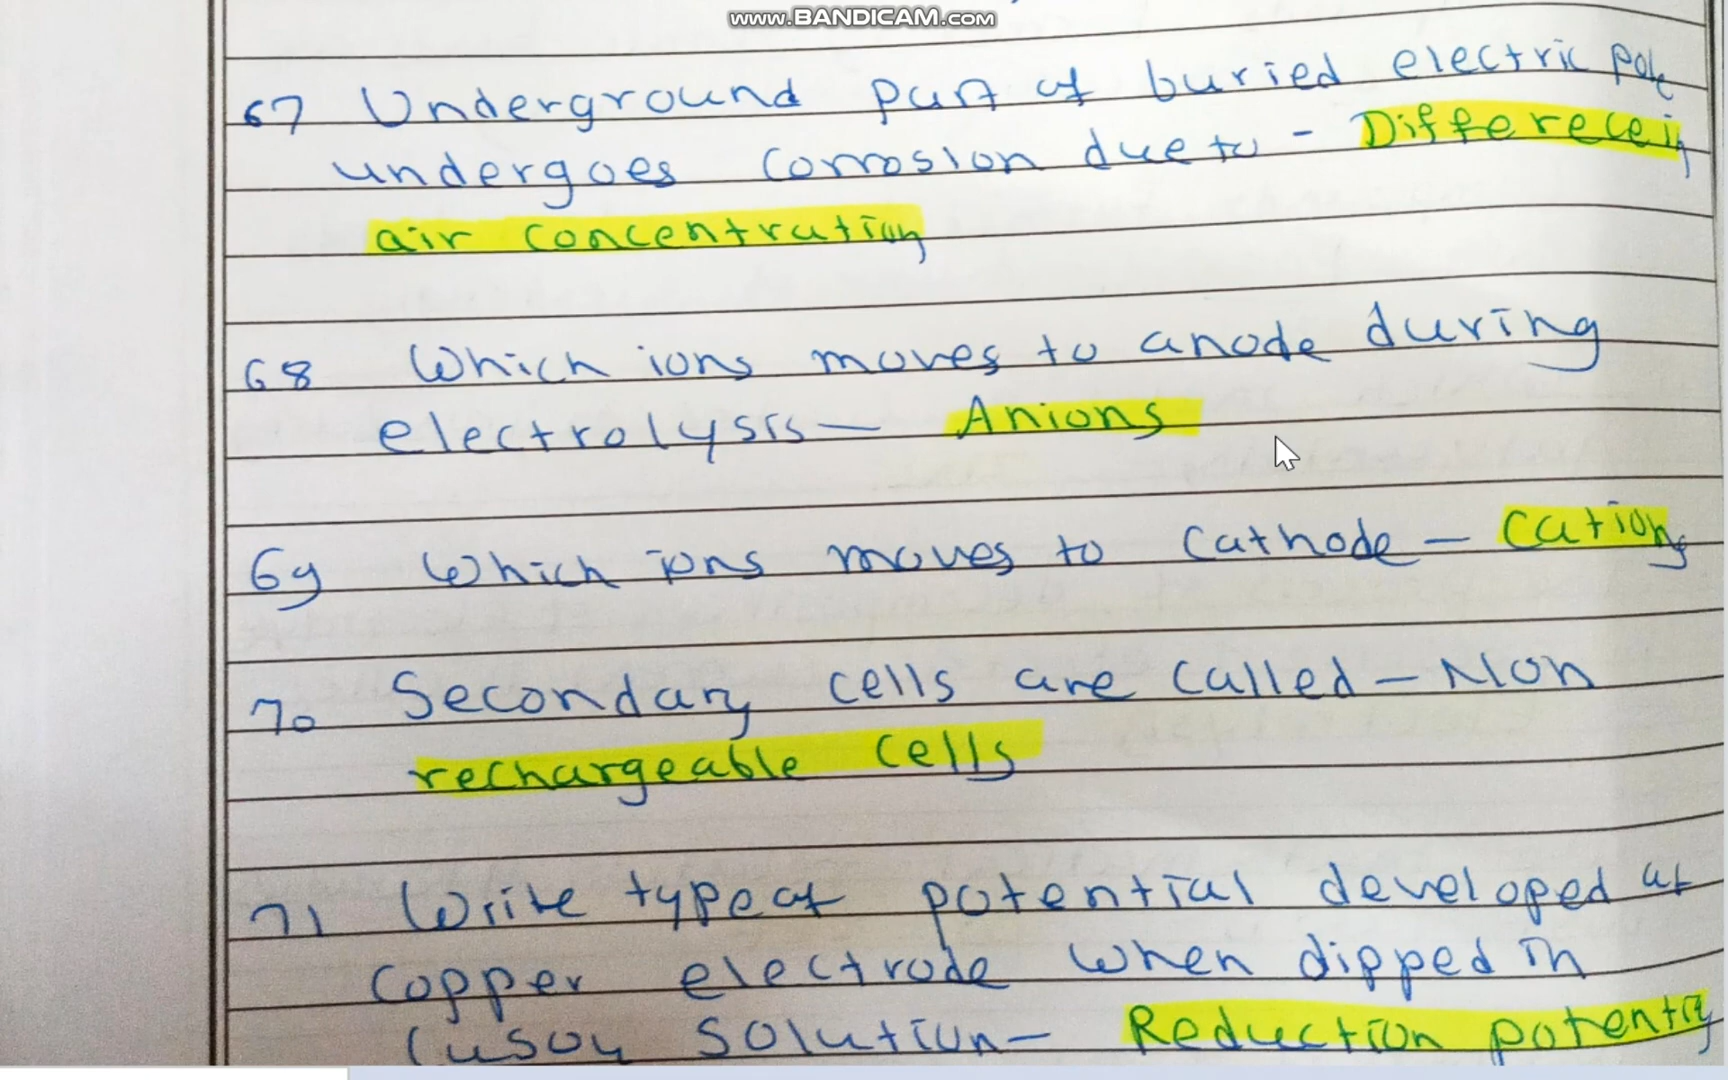 www.BANDICAM.com
67 Underground part of buried electric pole
undergoes corrosion due to - Differeceiy
air concentration
68 Which ions moves to anode during
electrolysis - Anions
69 Which ions moves to Cathode - Cations
70 Secondary cells are called - Non
rechargeable cells
71 Write type of potential developed at
copper electrode when dipped in
Cuso4 solution - Reduction potential